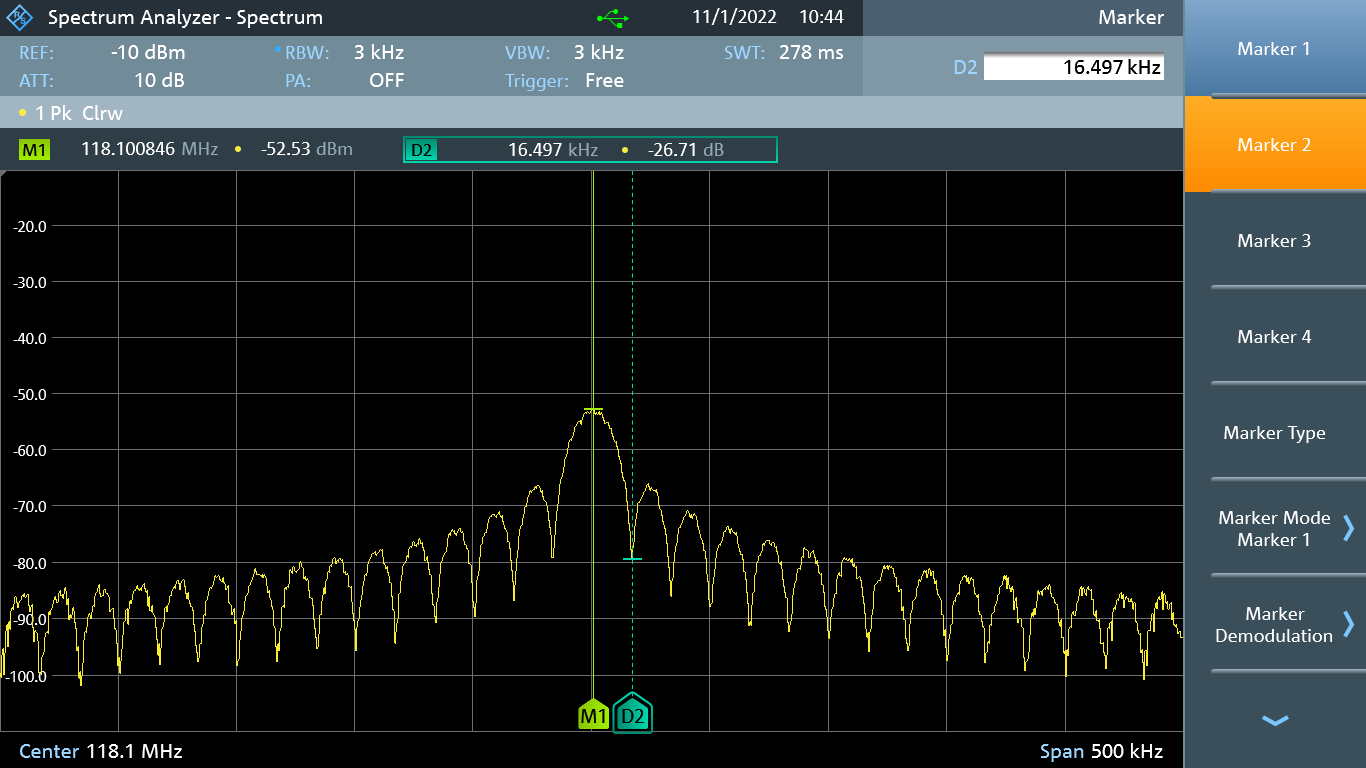 Spectrum Analyzer - Spectrum 11/1/2022 10:44 Marker
REF: -10 dBm RBW: 3 kHz VBW: 3 kHz SWT: 278 ms
ATT: 10 dB PA: OFF Trigger: Free
D2 16.497 kHz
1 Pk Clrw
M1 118.100846 MHz -52.53 dBm D2 16.497 kHz -26.71 dB
-20.0
-30.0
-40.0
-50.0
-60.0
-70.0
-80.0
-90.0
-100.0
M1 D2
Center 118.1 MHz Span 500 kHz
Marker 1
Marker 2
Marker 3
Marker 4
Marker Type
Marker Mode
Marker 1
Marker
Demodulation